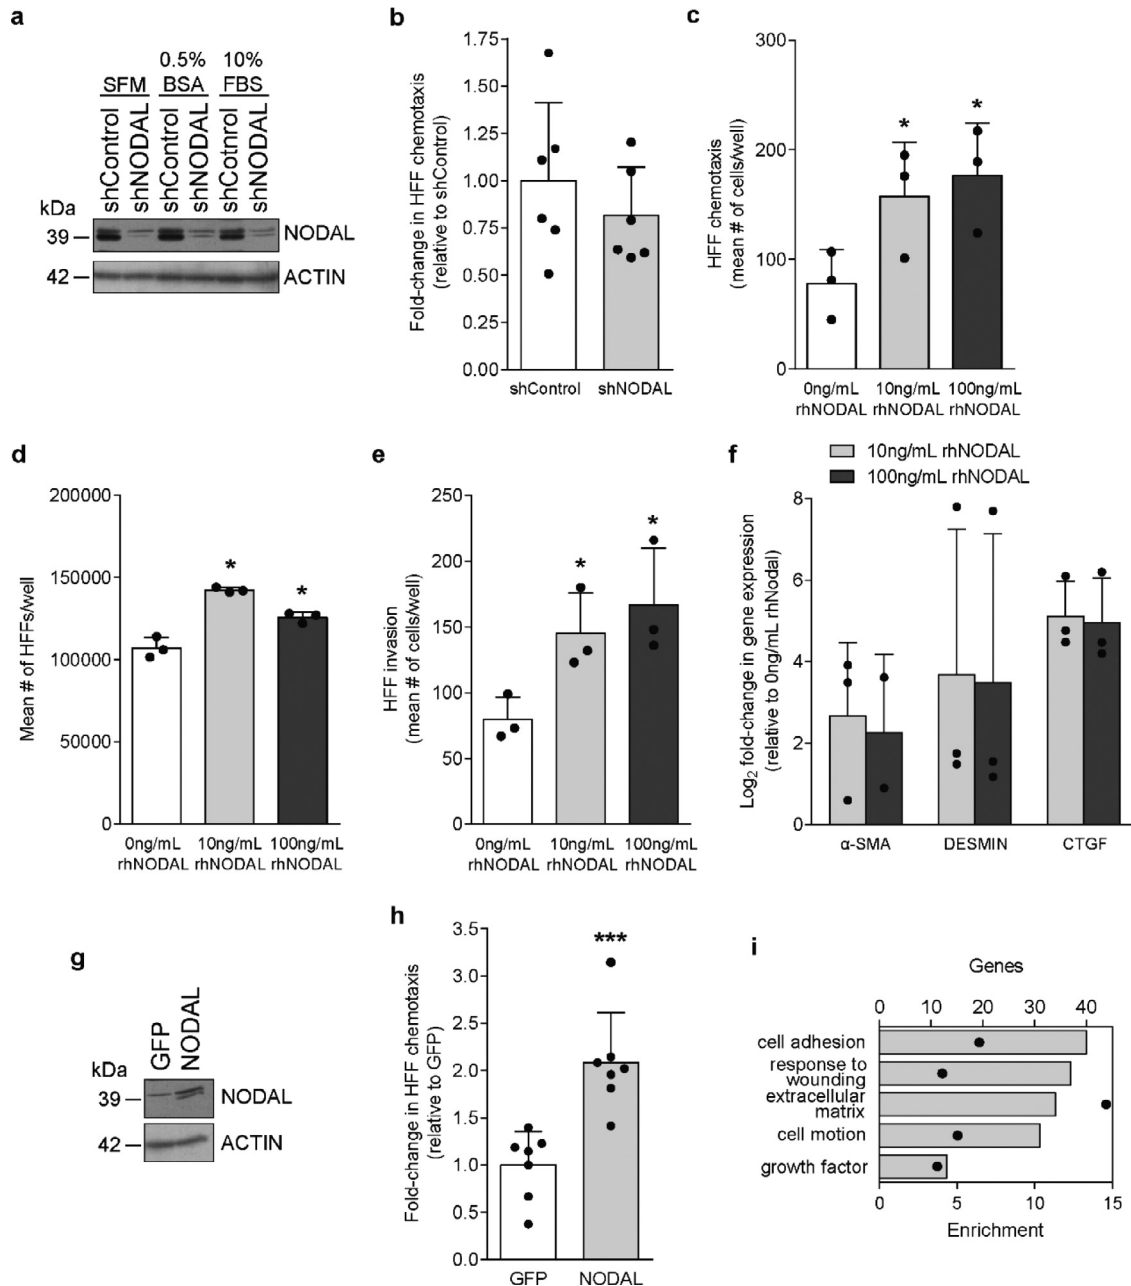 a
SFM
0.5%
BSA
10%
FBS
shControl
shNODAL
shControl
shNODAL
shCotnrol
shNODAL
kDa
39
NODAL
42
ACTIN
b
Fold-change in HFF chemotaxis
(relative to shControl)
1.75
1.50
1.25
1.00
0.75
0.50
0.25
0.00
shControl
shNODAL
c
HFF chemotaxis
(mean # of cells/well)
300
200
100
0
*
*
0ng/mL
rhNODAL
10ng/mL
rhNODAL
100ng/mL
rhNODAL
d
Mean # of HFFs/well
200000
150000
100000
50000
0
*
*
0ng/mL
rhNODAL
10ng/mL
rhNODAL
100ng/mL
rhNODAL
e
HFF invasion
(mean # of cells/well)
250
200
150
100
50
0
*
*
0ng/mL
rhNODAL
10ng/mL
rhNODAL
100ng/mL
rhNODAL
f
10ng/mL rhNODAL
100ng/mL rhNODAL
Log2 fold-change in gene expression
(relative to 0ng/mL rhNodal)
8
6
4
2
0
α-SMA
DESMIN
CTGF
g
GFP
NODAL
kDa
39
NODAL
42
ACTIN
h
Fold-change in HFF chemotaxis
(relative to GFP)
3.5
3.0
2.5
2.0
1.5
1.0
0.5
0.0
***
GFP
NODAL
i
Genes
0 10 20 30 40
cell adhesion
response to
wounding
extracellular
matrix
cell motion
growth factor
0 5 10 15
Enrichment